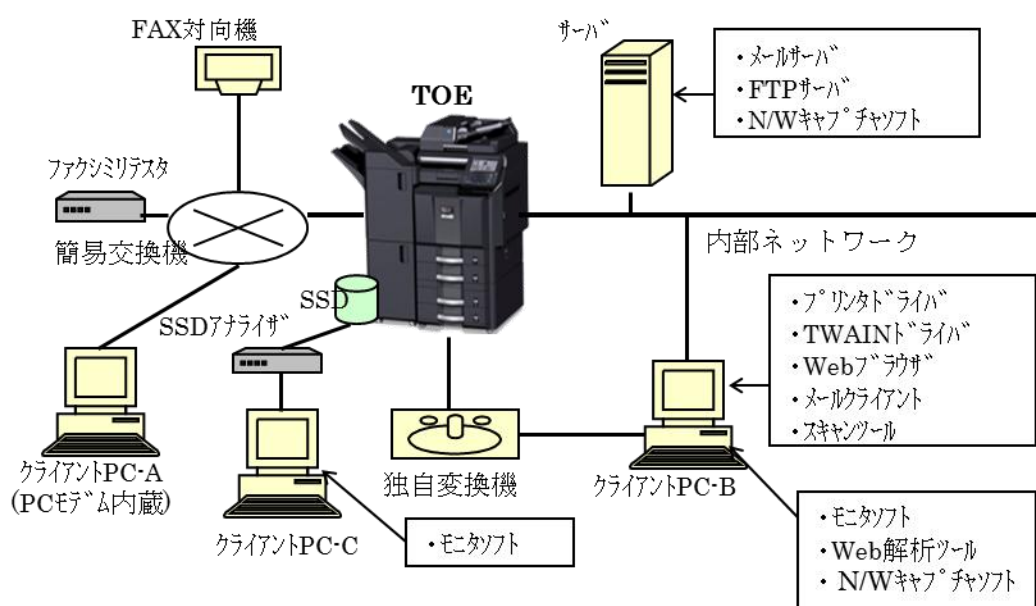 FAX対向機
ｻｰﾊﾞ
・ﾒｰﾙｻｰﾊﾞ
・FTPｻｰﾊﾞ
・N/Wｷｬﾌﾟﾁｬｿﾌﾄ
TOE
ﾌｧｸｼﾐﾘﾃｽﾀ
簡易交換機
内部ネットワーク
SSD
SSDｱﾅﾗｲｻﾞ
・ﾌﾟﾘﾝﾀﾄﾞﾗｲﾊﾞ
・TWAINﾄﾞﾗｲﾊﾞ
・Webﾌﾞﾗｳｻﾞ
・ﾒｰﾙｸﾗｲｱﾝﾄ
・ｽｷｬﾝﾂｰﾙ
ｸﾗｲｱﾝﾄPC-A
(PCﾓﾃﾞﾑ内蔵)
独自変換機
ｸﾗｲｱﾝﾄPC-B
ｸﾗｲｱﾝﾄPC-C
・ﾓﾆﾀｿﾌﾄ
・ﾓﾆﾀｿﾌﾄ
・Web解析ﾂｰﾙ
・N/Wｷｬﾌﾟﾁｬｿﾌﾄ